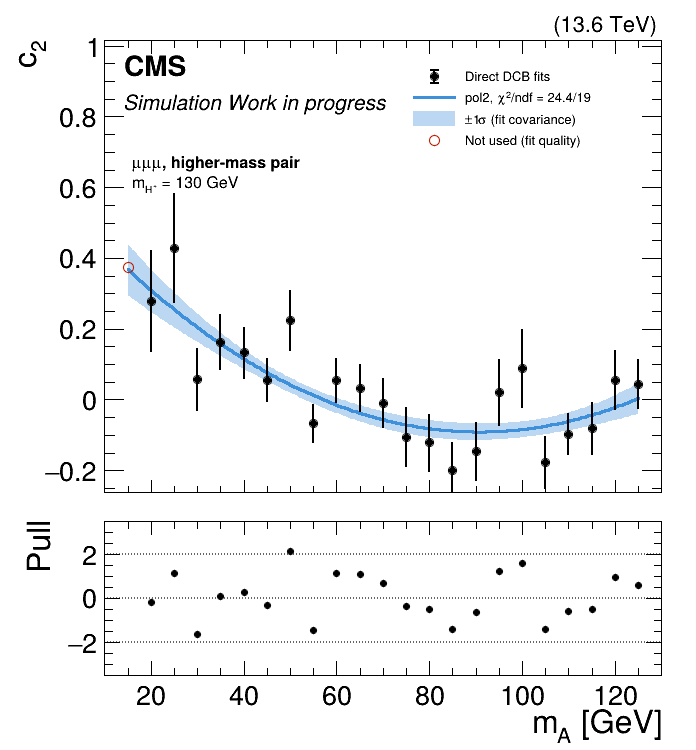 (13.6 TeV)
c2
CMS
Simulation Work in progress
Direct DCB fits
pol2, χ²/ndf = 24.4/19
±1σ (fit covariance)
Not used (fit quality)
μμμ, higher-mass pair
mH⁺ = 130 GeV
1
0.8
0.6
0.4
0.2
0
−0.2
Pull
2
0
−2
20 40 60 80 100 120
mA [GeV]